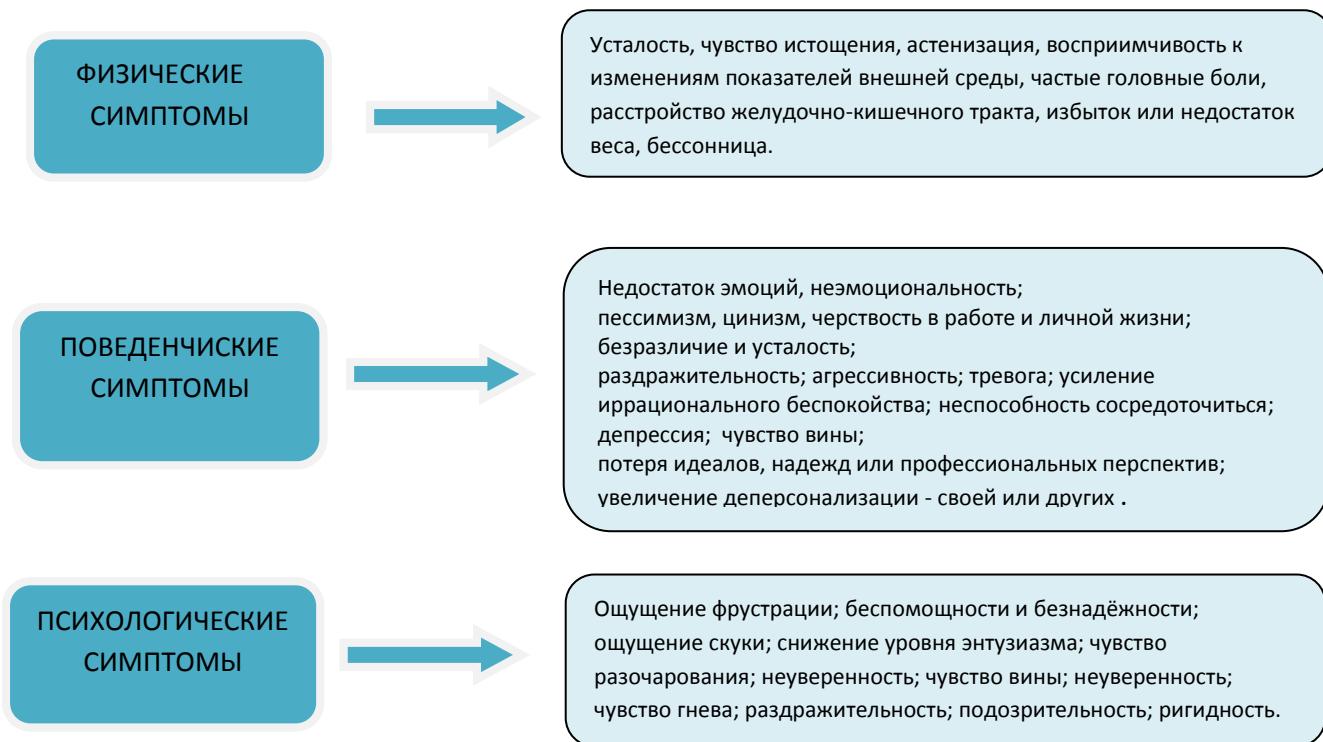 ФИЗИЧЕСКИЕ
СИМПТОМЫ
Усталость, чувство истощения, астенизация, восприимчивость к
изменениям показателей внешней среды, частые головные боли,
расстройство желудочно-кишечного тракта, избыток или недостаток
веса, бессонница.
ПОВЕДЕНЧИСКИЕ
СИМПТОМЫ
Недостаток эмоций, неэмоциональность;
пессимизм, цинизм, черствость в работе и личной жизни;
безразличие и усталость;
раздражительность; агрессивность; тревога; усиление
иррационального беспокойства; неспособность сосредоточиться;
депрессия; чувство вины;
потеря идеалов, надежд или профессиональных перспектив;
увеличение деперсонализации - своей или других .
ПСИХОЛОГИЧЕСКИЕ
СИМПТОМЫ
Ощущение фрустрации; беспомощности и безнадёжности;
ощущение скуки; снижение уровня энтузиазма; чувство
разочарования; неуверенность; чувство вины; неуверенность;
чувство гнева; раздражительность; подозрительность; ригидность.